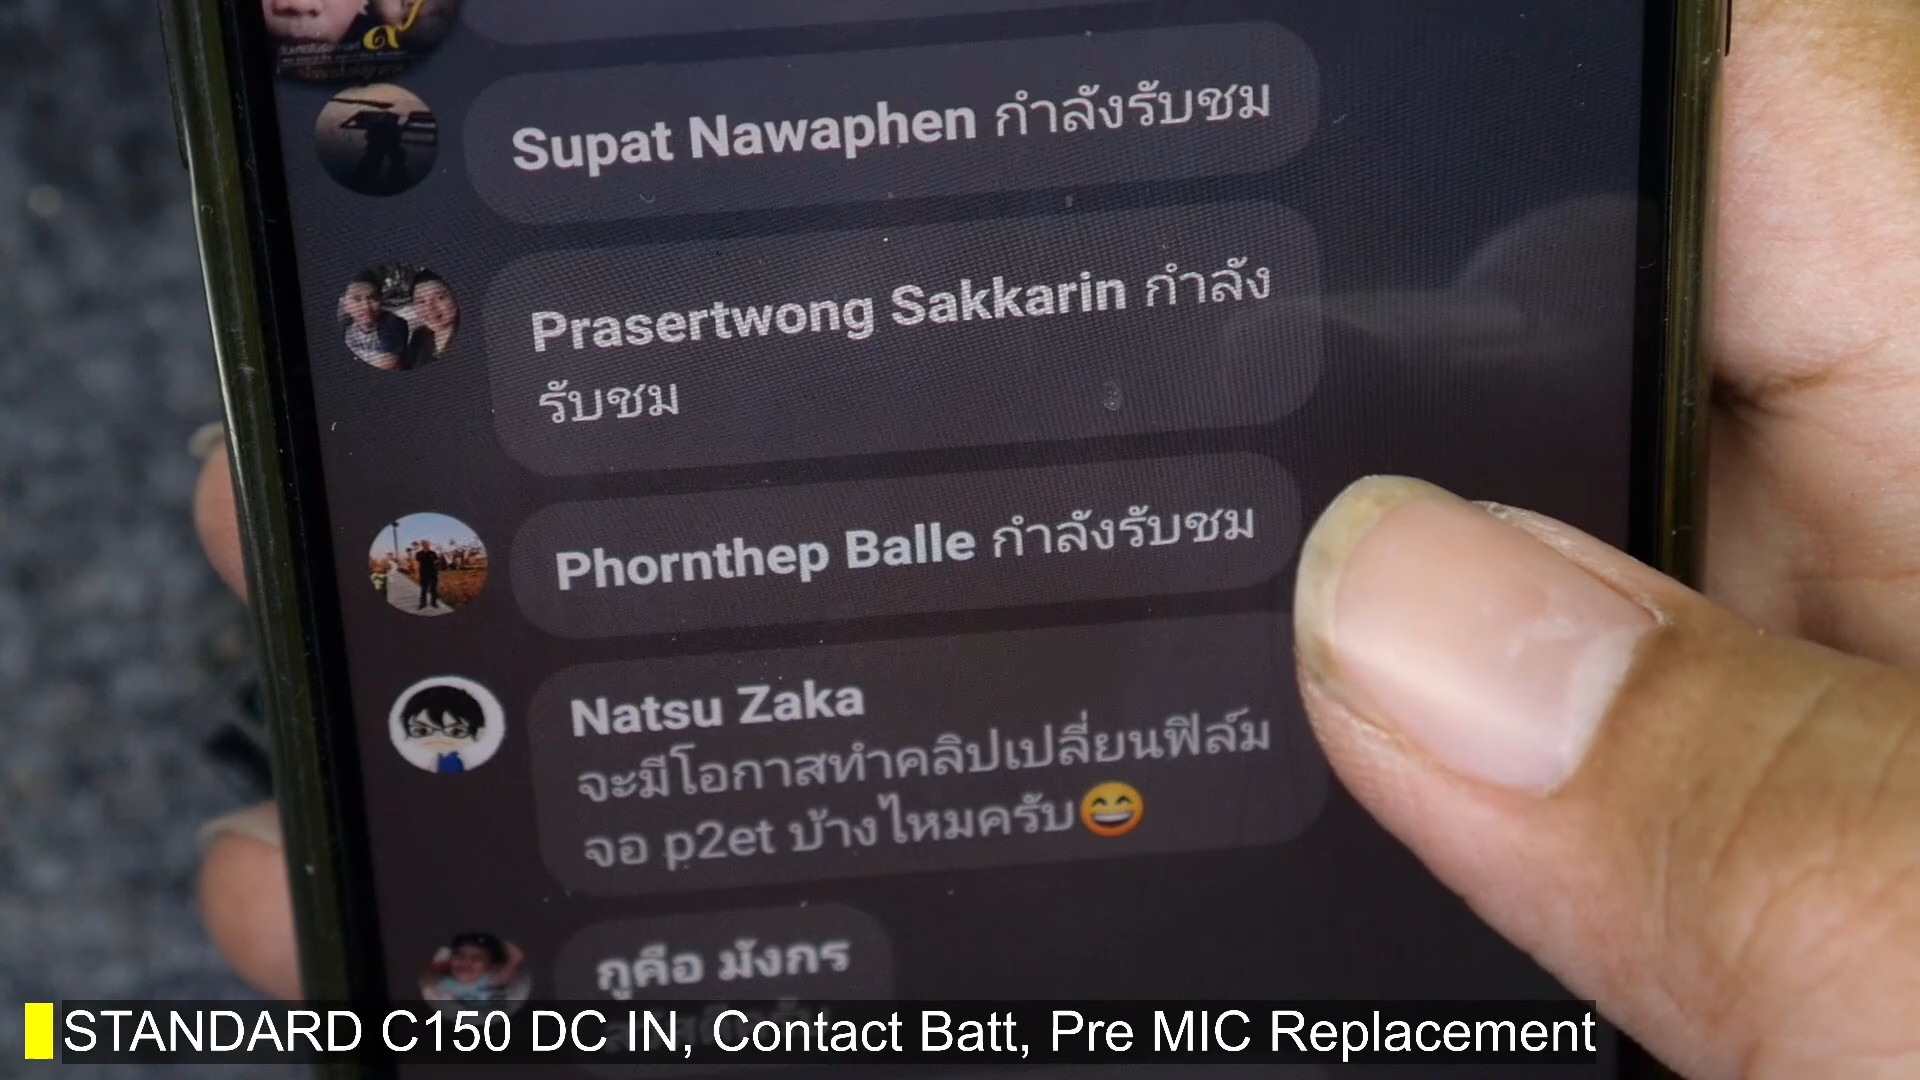 Supat Nawaphen กำลังรับชม
Prasertwong Sakkarin กำลัง
รับชม
Phornthep Balle กำลังรับชม
Natsu Zaka
จะมีโอกาสทำคลิปเปลี่ยนฟิล์ม
จอ p2et บ้างไหมครับ😄
กูคือ มังกร
STANDARD C150 DC IN, Contact Batt, Pre MIC Replacement